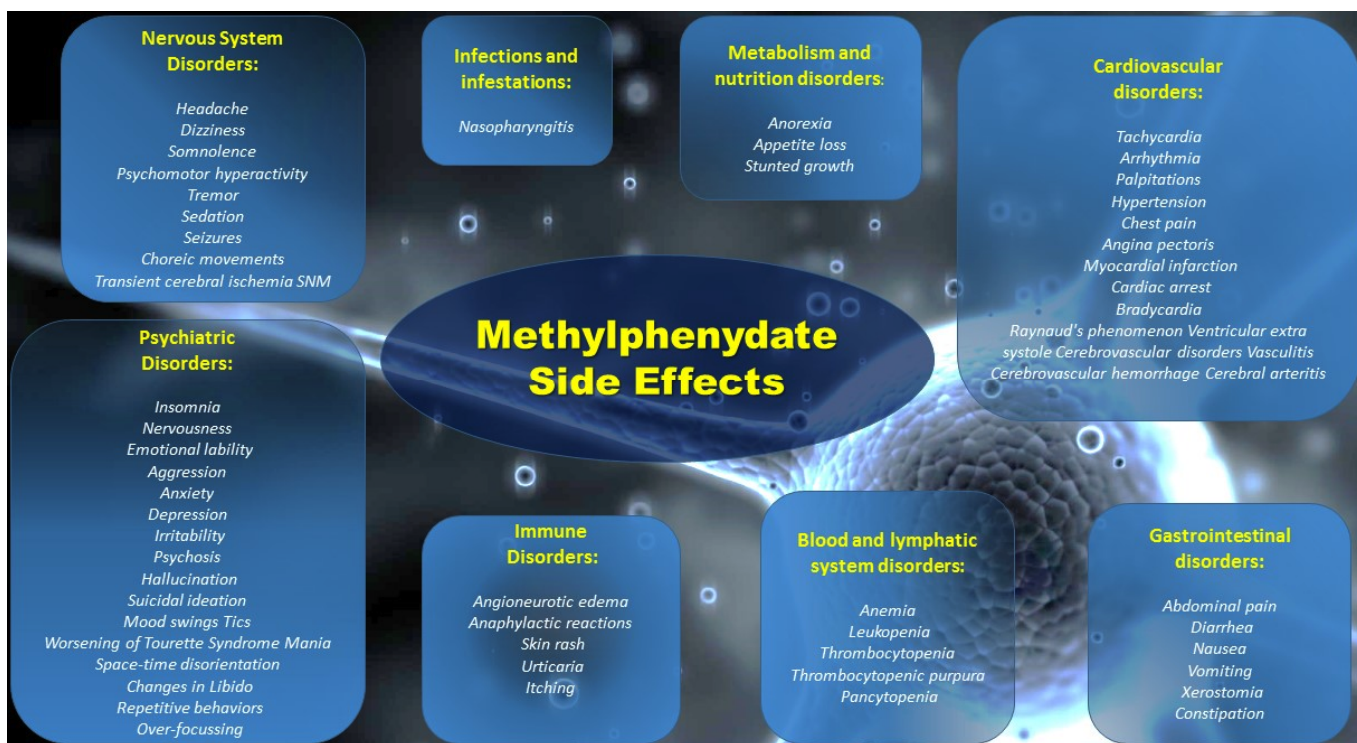 Nervous System
Disorders:
Headache
Dizziness
Somnolence
Psychomotor hyperactivity
Tremor
Sedation
Seizures
Choreic movements
Transient cerebral ischemia SNM
Infections and
infestations:
Nasopharyngitis
Metabolism and
nutrition disorders:
Anorexia
Appetite loss
Stunted growth
Cardiovascular
disorders:
Tachycardia
Arrhythmia
Palpitations
Hypertension
Chest pain
Angina pectoris
Myocardial infarction
Cardiac arrest
Bradycardia
Raynaud's phenomenon Ventricular extra
systole Cerebrovascular disorders Vasculitis
Cerebrovascular hemorrhage Cerebral arteritis
Methylphenydate
Side Effects
Psychiatric
Disorders:
Insomnia
Nervousness
Emotional lability
Aggression
Anxiety
Depression
Irritability
Psychosis
Hallucination
Suicidal ideation
Mood swings Tics
Worsening of Tourette Syndrome Mania
Space-time disorientation
Changes in Libido
Repetitive behaviors
Over-focussing
Immune
Disorders:
Angioneurotic edema
Anaphylactic reactions
Skin rash
Urticaria
Itching
Blood and lymphatic
system disorders:
Anemia
Leukopenia
Thrombocytopenia
Thrombocytopenic purpura
Pancytopenia
Gastrointestinal
disorders:
Abdominal pain
Diarrhea
Nausea
Vomiting
Xerostomia
Constipation